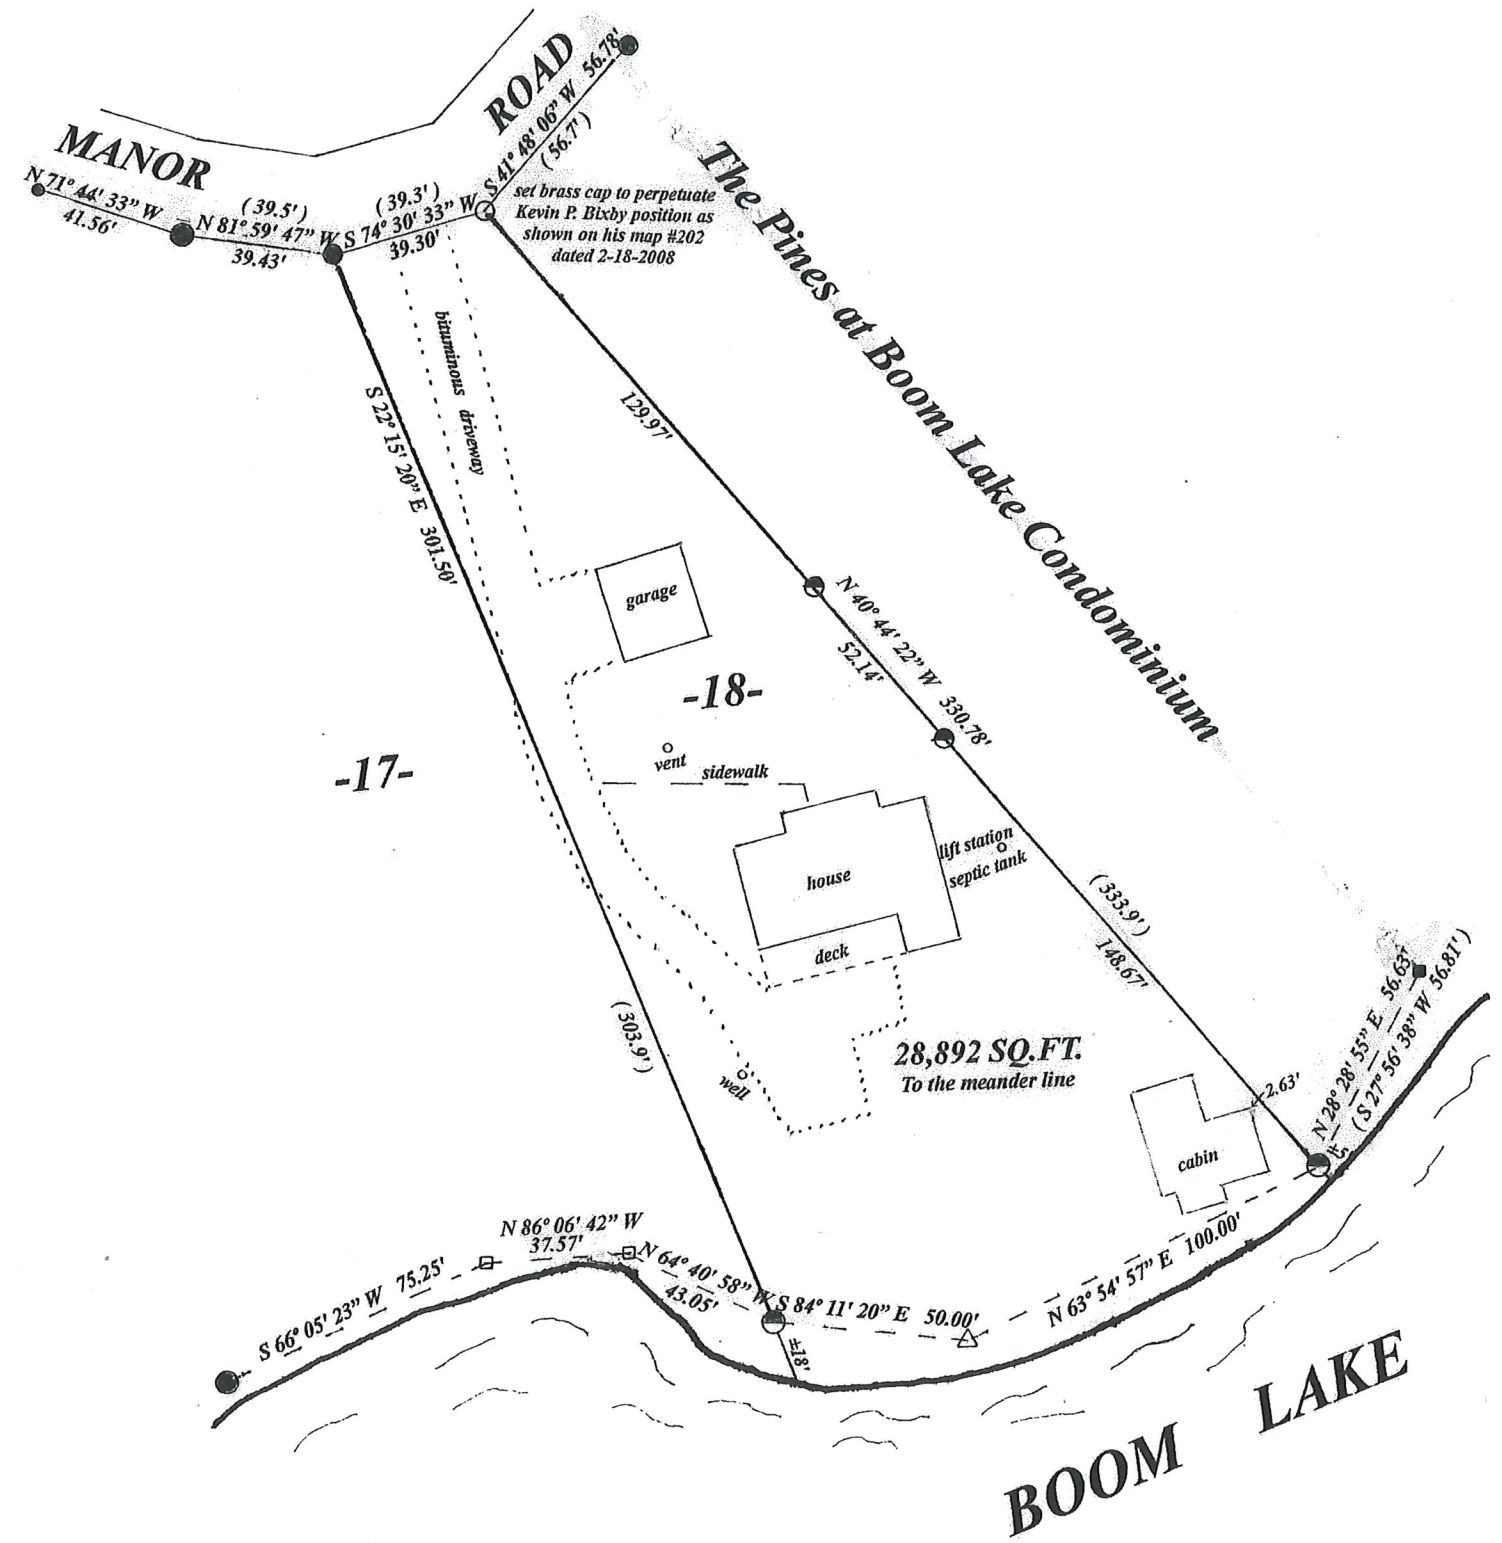 MANOR ROAD
N 71° 44' 33” W
41.56'
(39.5')
N 81° 59' 47” W
39.43'
(39.3')
S 74° 30' 33” W
39.30'
S 41° 48' 06” W 56.78'
(56.7')
set brass cap to perpetuate
Kevin P. Bixby position as
shown on his map #202
dated 2-18-2008
The Pines at Boom Lake Condominium
bituminous driveway
129.97'
S 22° 15' 20” E 301.50'
garage
N 40° 44' 22” W 330.78'
52.14'
-18-
-17-
vent
sidewalk
lift station
septic tank
house
deck
(333.9')
148.67'
(303.9')
28,892 SQ.FT.
To the meander line
well
2.63'
cabin
N 28° 28' 55” E 56.63'
(S 27° 56' 38” W 56.81')
N 86° 06' 42” W
37.57'
N 64° 40' 58” W
43.05'
S 66° 05' 23” W 75.25'
S 84° 11' 20” E 50.00'
N 63° 54' 57” E 100.00'
±18'
BOOM LAKE